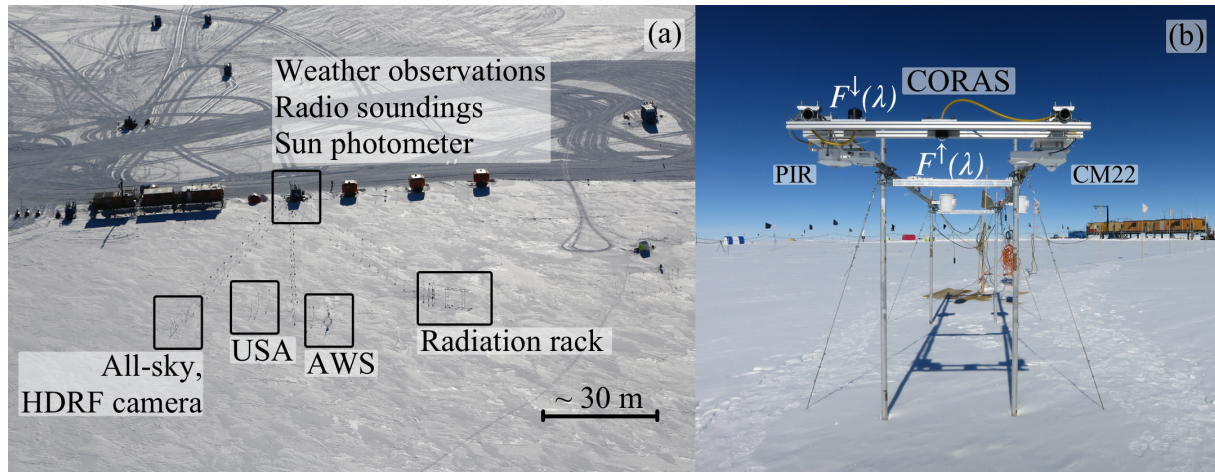 (a)
Weather observations
Radio soundings
Sun photometer
All-sky,
HDRF camera
USA
AWS
Radiation rack
~ 30 m
(b)
CORAS
F↓(λ)
F↑(λ)
PIR
CM22